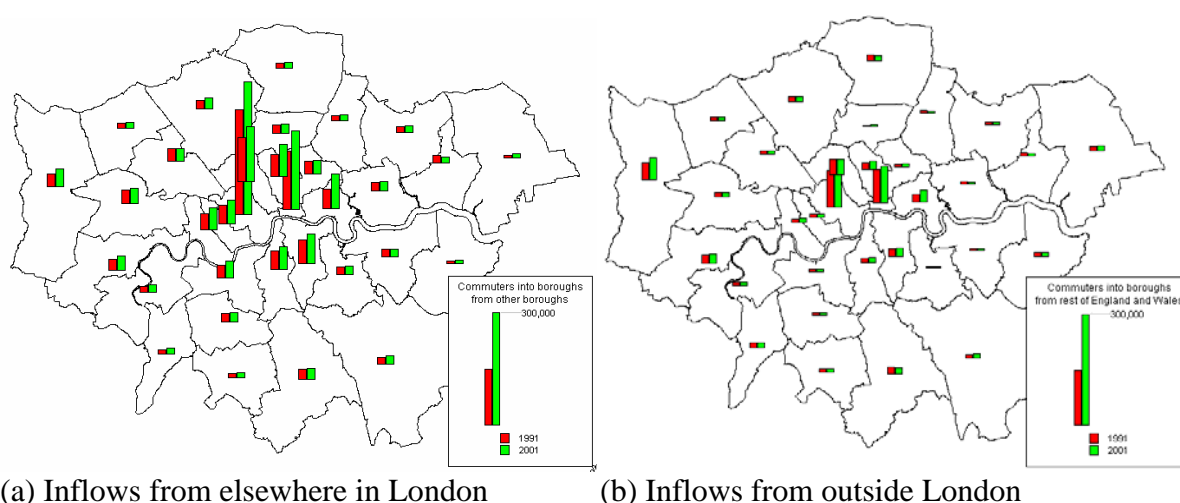 Commuters into boroughs
from other boroughs
300,000
1991
2001
Commuters into boroughs
from rest of England and Wales
300,000
1991
2001
(a) Inflows from elsewhere in London
(b) Inflows from outside London